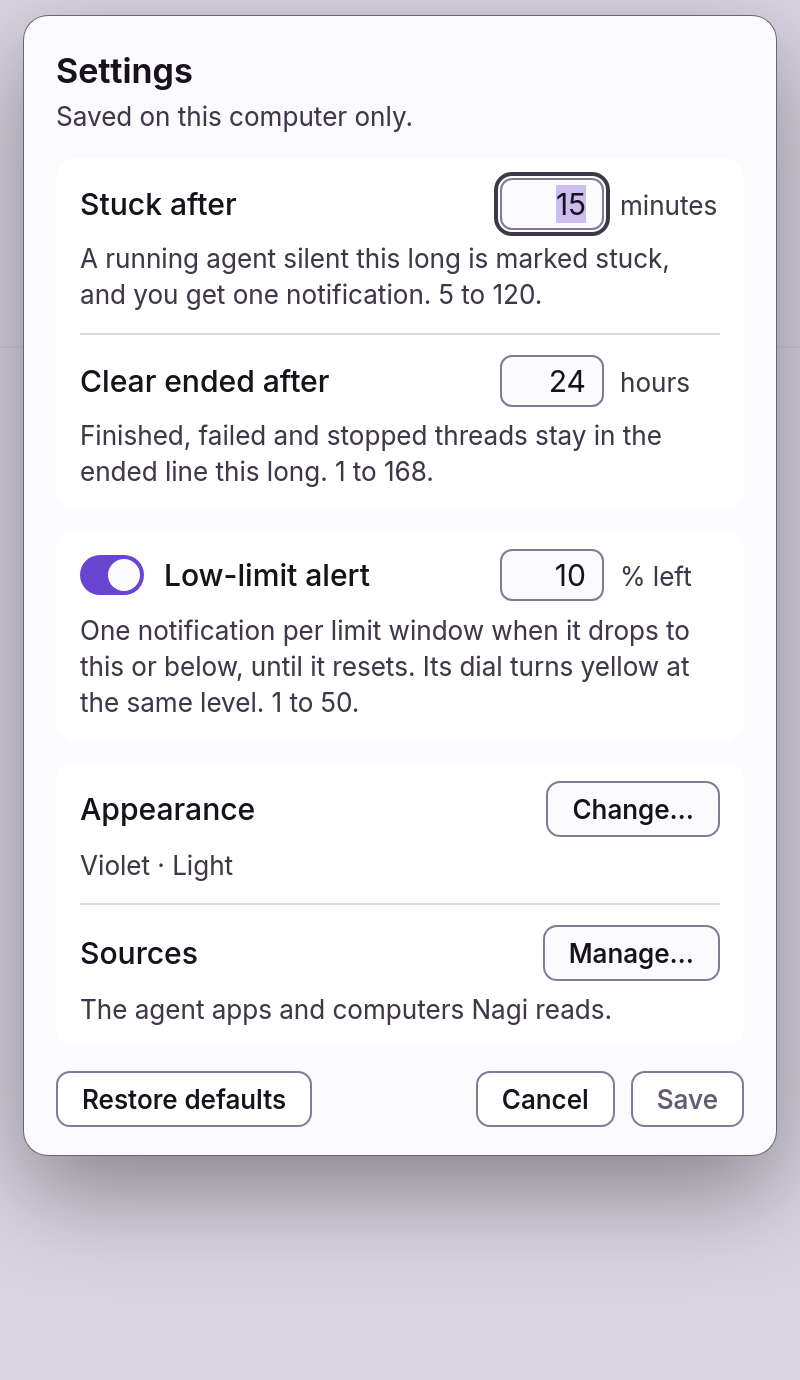 Settings
Saved on this computer only.
Stuck after 15 minutes
A running agent silent this long is marked stuck,
and you get one notification. 5 to 120.
Clear ended after 24 hours
Finished, failed and stopped threads stay in the
ended line this long. 1 to 168.
Low-limit alert 10 % left
One notification per limit window when it drops to
this or below, until it resets. Its dial turns yellow at
the same level. 1 to 50.
Appearance Change...
Violet · Light
Sources Manage...
The agent apps and computers Nagi reads.
Restore defaults Cancel Save